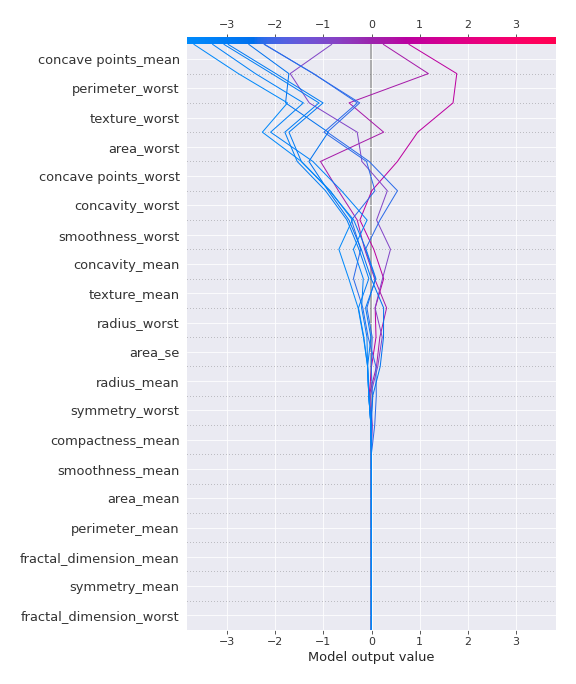 −3 −2 −1 0 1 2 3
concave points_mean
perimeter_worst
texture_worst
area_worst
concave points_worst
concavity_worst
smoothness_worst
concavity_mean
texture_mean
radius_worst
area_se
radius_mean
symmetry_worst
compactness_mean
smoothness_mean
area_mean
perimeter_mean
fractal_dimension_mean
symmetry_mean
fractal_dimension_worst
−3 −2 −1 0 1 2 3
Model output value